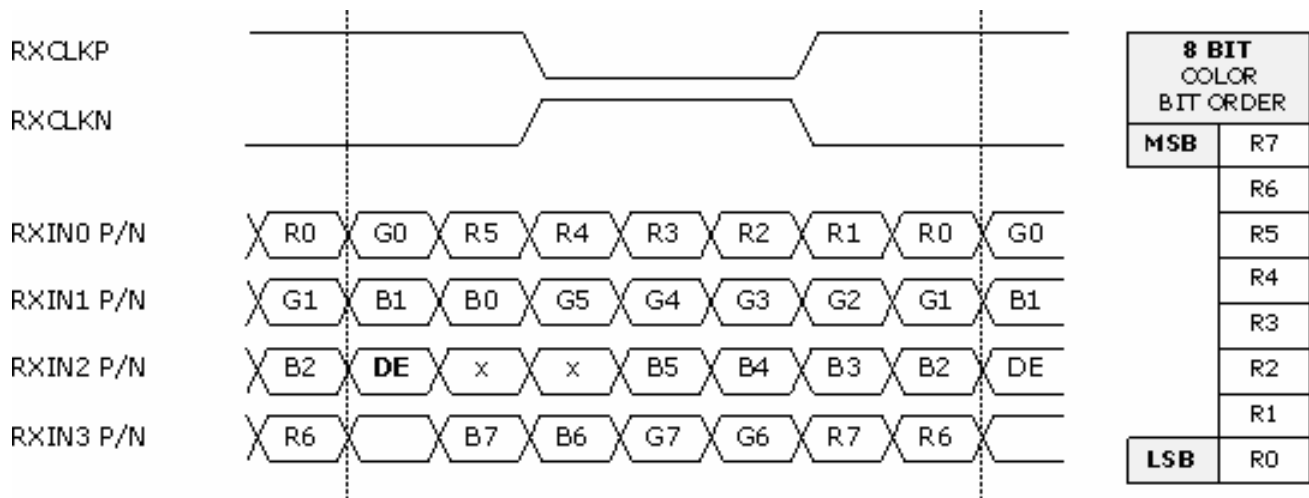 RXCLKP
RXCLKN
RXIN0 P/N R0 G0 R5 R4 R3 R2 R1 R0 G0
RXIN1 P/N G1 B1 B0 G5 G4 G3 G2 G1 B1
RXIN2 P/N B2 DE x x B5 B4 B3 B2 DE
RXIN3 P/N R6 B7 B6 G7 G6 R7 R6
8 BIT
COLOR
BIT ORDER
MSB R7
R6
R5
R4
R3
R2
R1
LSB R0